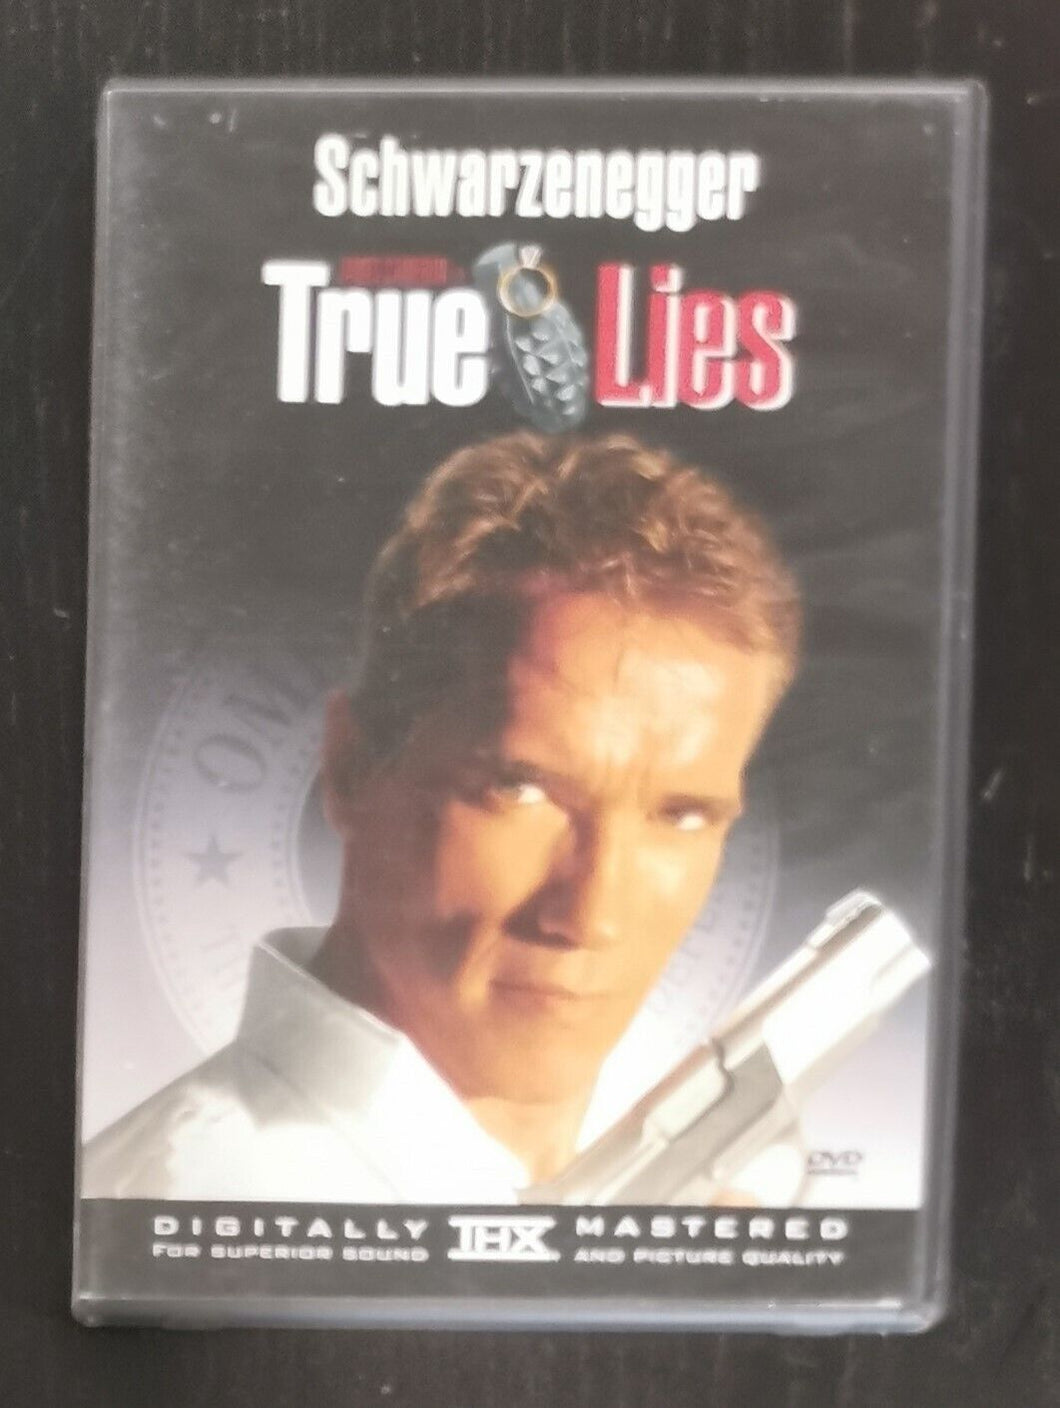 Schwarzenegger
True Lies
DVD
DIGITALLY THX MASTERED
FOR SUPERIOR SOUND AND PICTURE QUALITY